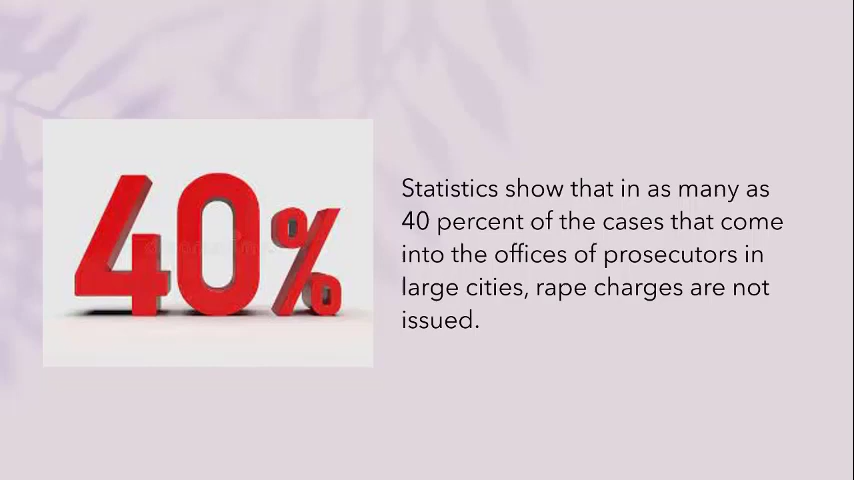 40%
Statistics show that in as many as
40 percent of the cases that come
into the offices of prosecutors in
large cities, rape charges are not
issued.